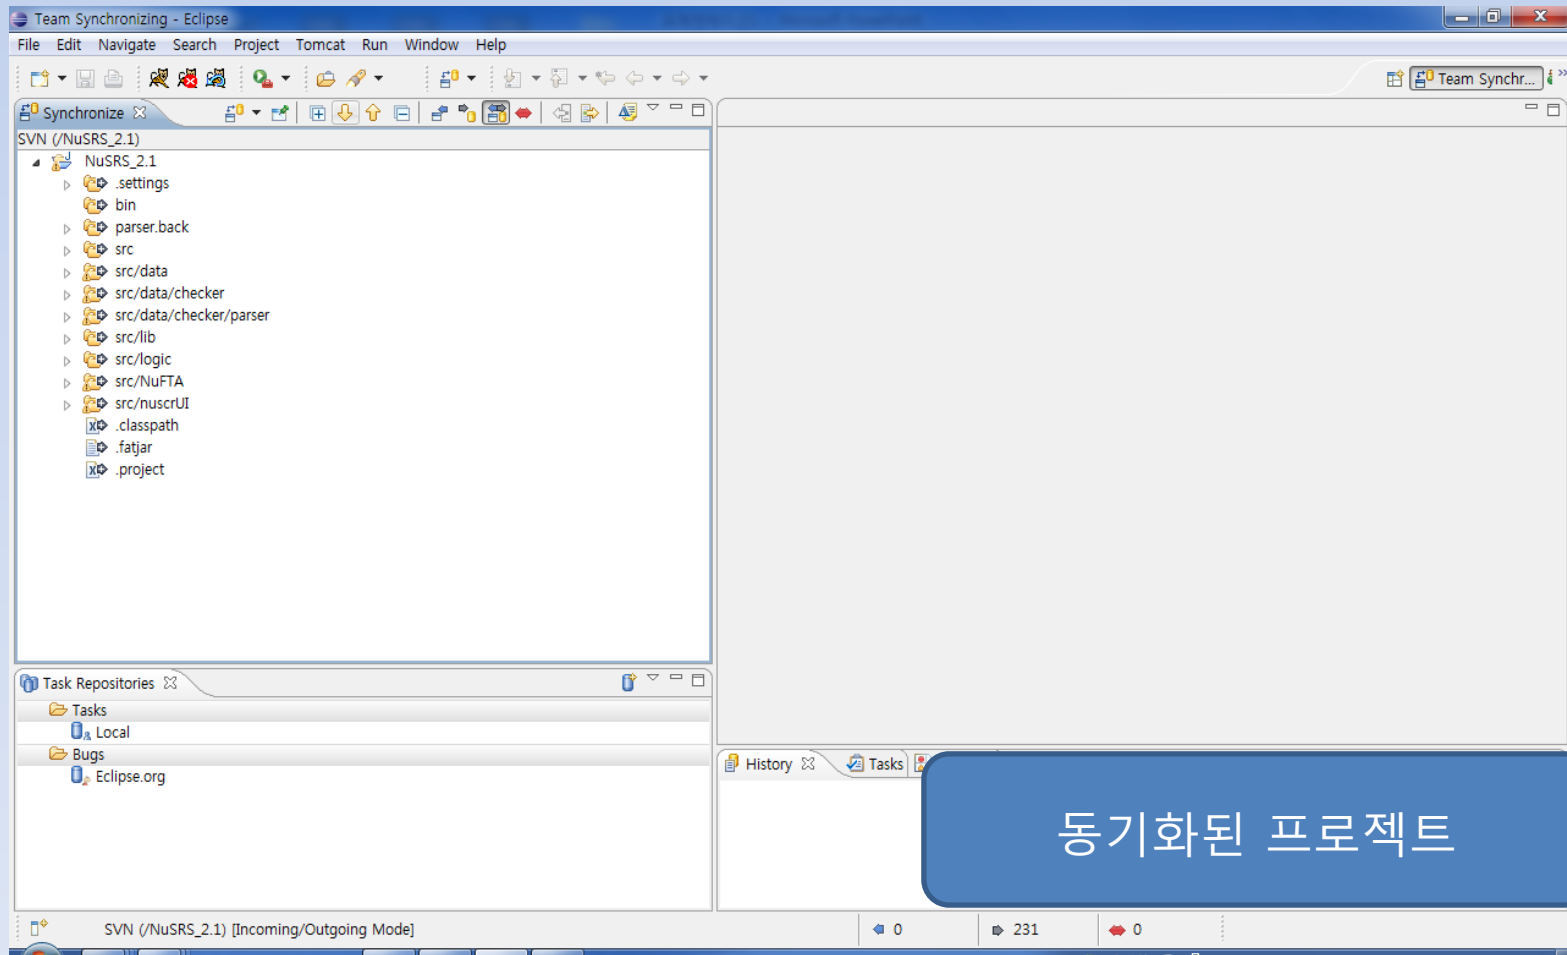 Team Synchronizing - Eclipse
File Edit Navigate Search Project Tomcat Run Window Help
Team Synchr...
Synchronize
SVN (/NuSRS_2.1)
NuSRS_2.1
.settings
bin
parser.back
src
src/data
src/data/checker
src/data/checker/parser
src/lib
src/logic
src/NuFTA
src/nuscrUI
.classpath
.fatjar
.project
Task Repositories
Tasks
Local
Bugs
Eclipse.org
History Tasks
동기화된 프로젝트
SVN (/NuSRS_2.1) [Incoming/Outgoing Mode] 0 231 0